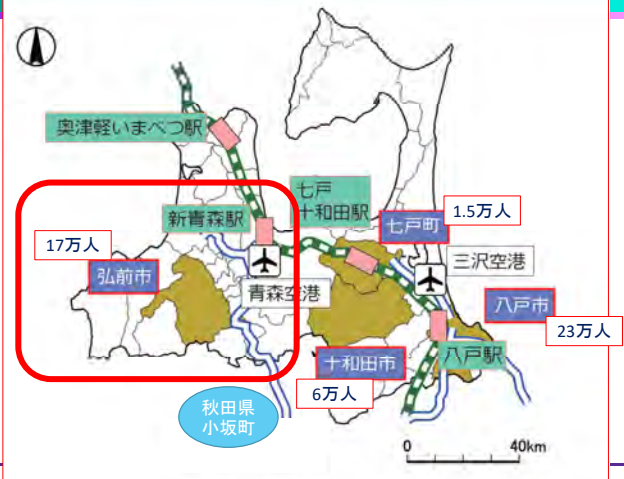 奥津軽いまべつ駅
七戸
十和田駅
新青森駅
七戸町
1.5万人
17万人
弘前市
青森空港
三沢空港
八戸市
23万人
十和田市
八戸駅
6万人
秋田県
小坂町
0 40km